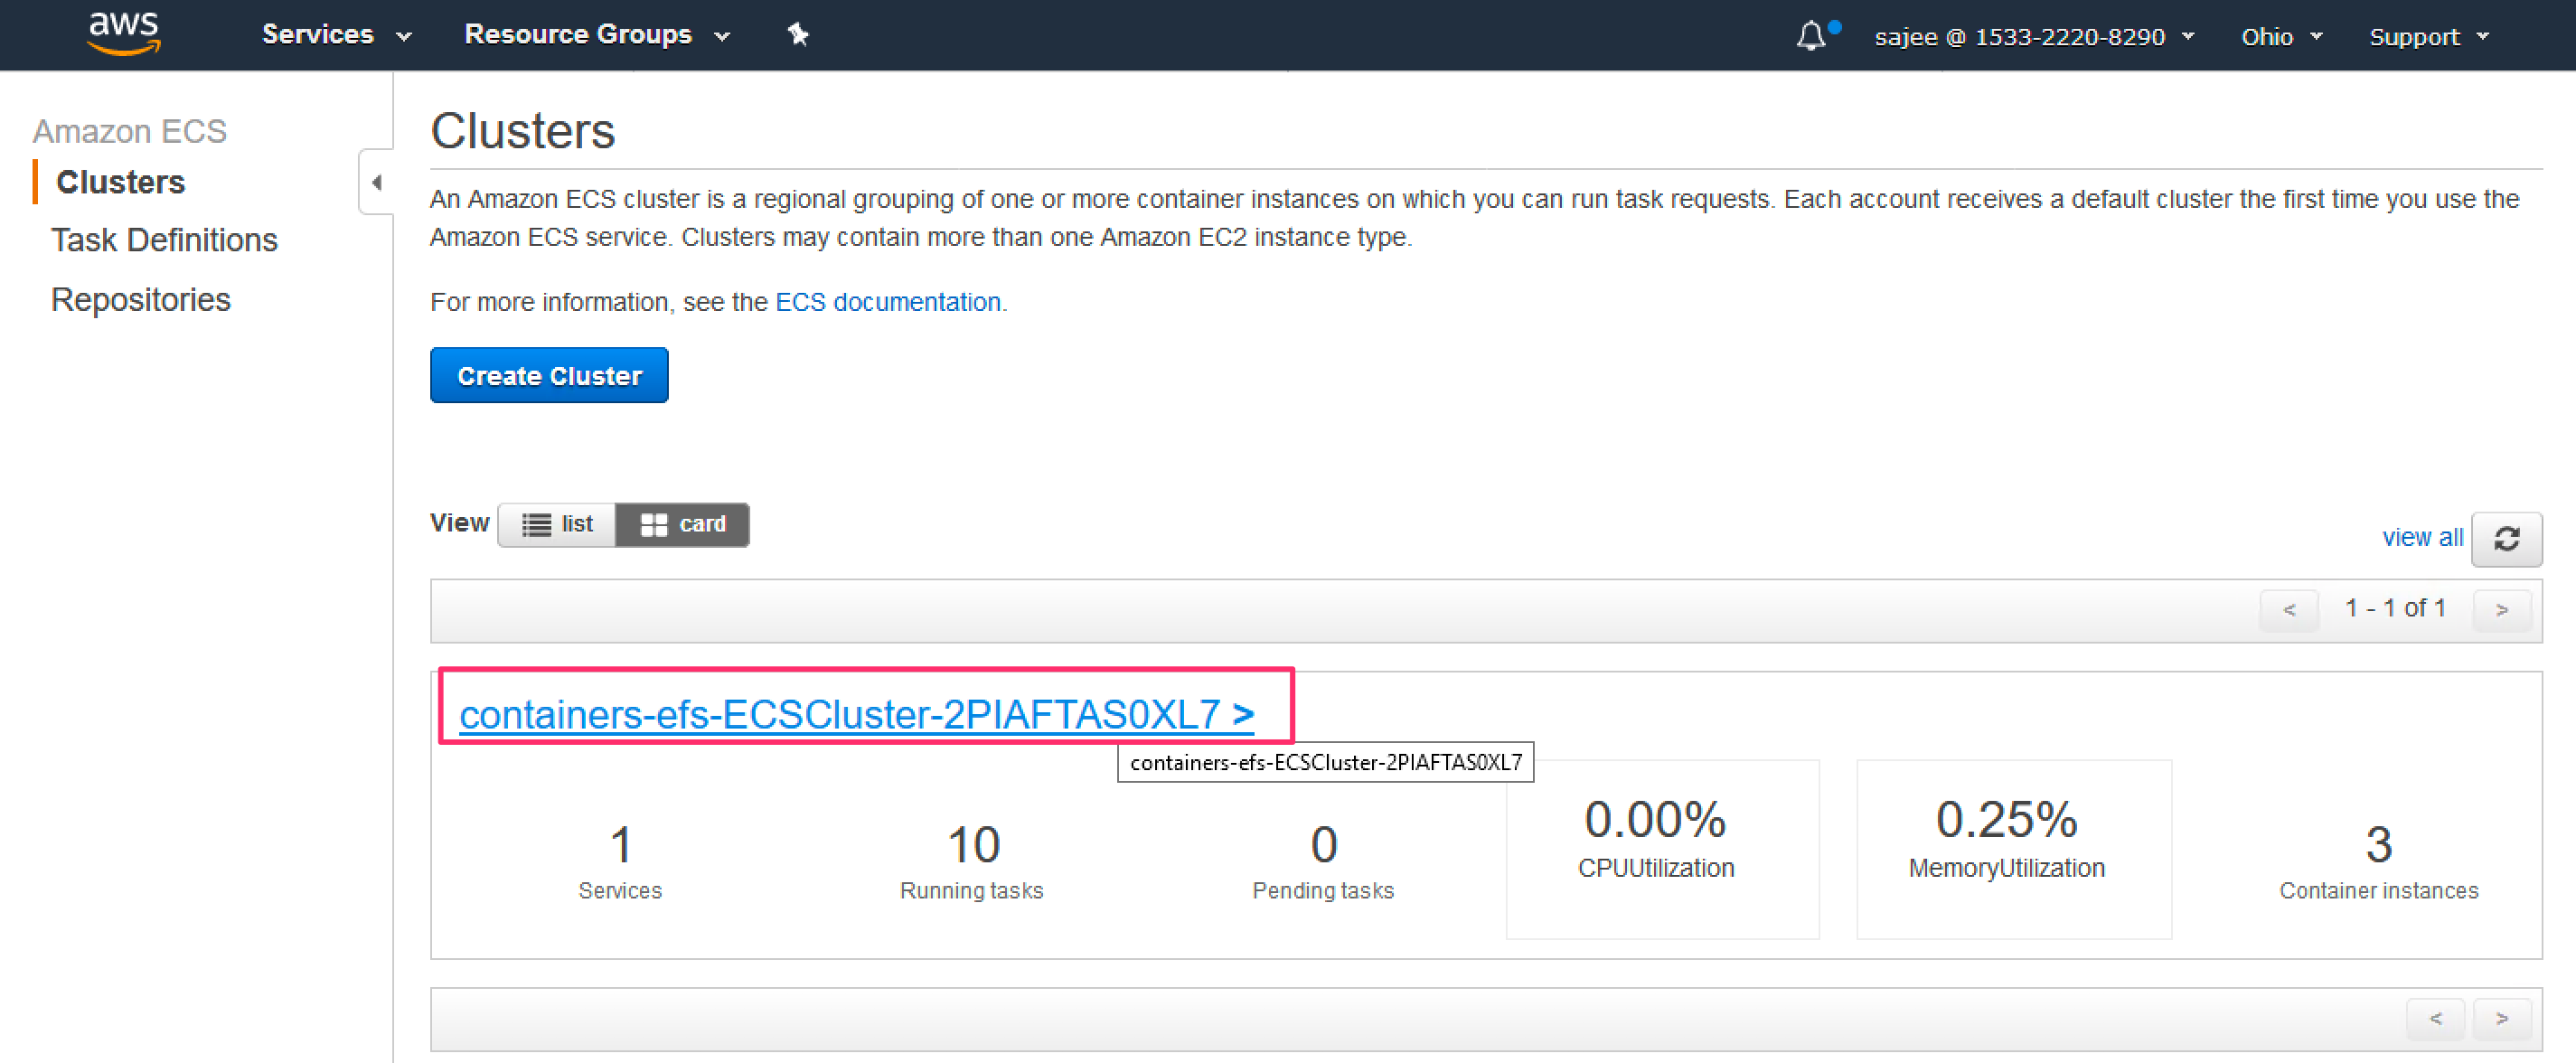 aws Services Resource Groups sajee @ 1533-2220-8290 Ohio Support
Amazon ECS
Clusters
Task Definitions
Repositories
Clusters
An Amazon ECS cluster is a regional grouping of one or more container instances on which you can run task requests. Each account receives a default cluster the first time you use the
Amazon ECS service. Clusters may contain more than one Amazon EC2 instance type.
For more information, see the ECS documentation.
Create Cluster
View list card
view all
< 1 - 1 of 1 >
containers-efs-ECSCluster-2PIAFTAS0XL7 >
containers-efs-ECSCluster-2PIAFTAS0XL7
1 10 0 0.00% 0.25% 3
Services Running tasks Pending tasks CPUUtilization MemoryUtilization Container instances
< >